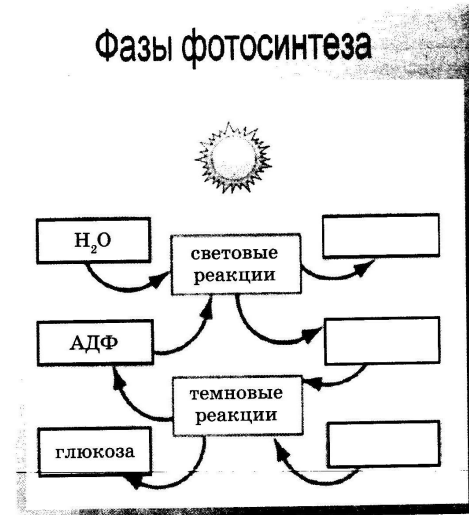 Фазы фотосинтеза
H₂O
световые
реакции
АДФ
темновые
реакции
глюкоза